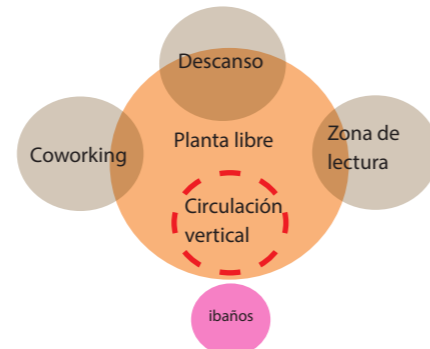 Descanso
Planta libre
Coworking
Zona de
lectura
Circulación
vertical
ibaños